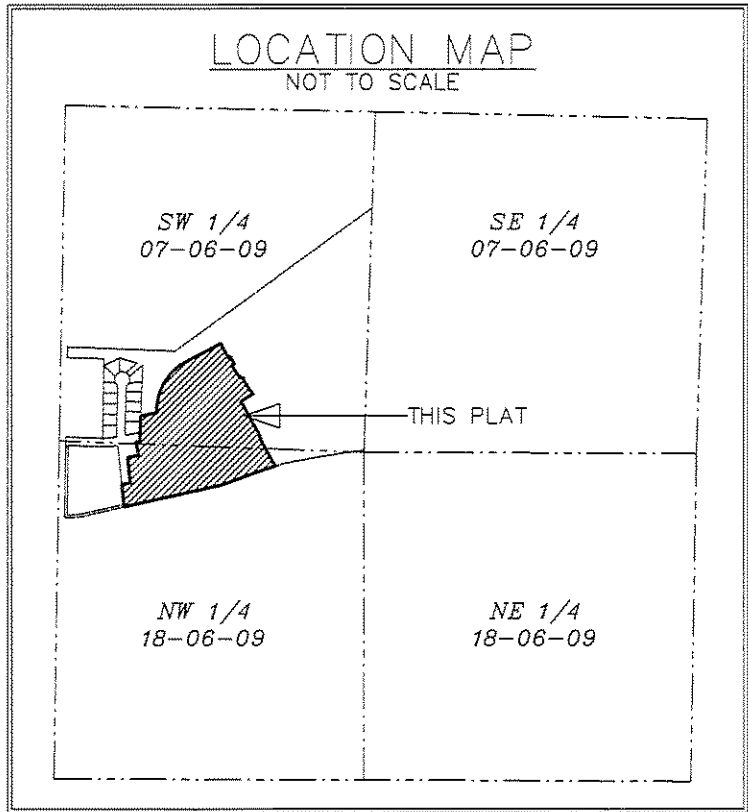 LOCATION MAP
NOT TO SCALE
SW 1/4
07-06-09
SE 1/4
07-06-09
THIS PLAT
NW 1/4
18-06-09
NE 1/4
18-06-09